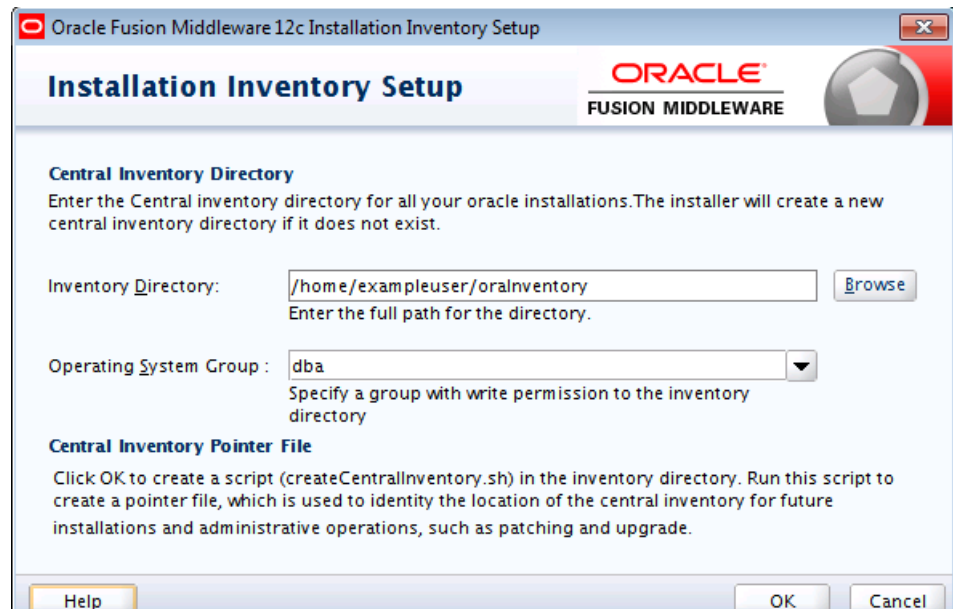 Oracle Fusion Middleware 12c Installation Inventory Setup
Installation Inventory Setup
ORACLE®
FUSION MIDDLEWARE
Central Inventory Directory
Enter the Central inventory directory for all your oracle installations.The installer will create a new
central inventory directory if it does not exist.
Inventory Directory: /home/exampleuser/oraInventory Browse
Enter the full path for the directory.
Operating System Group : dba
Specify a group with write permission to the inventory
directory
Central Inventory Pointer File
Click OK to create a script (createCentralInventory.sh) in the inventory directory. Run this script to
create a pointer file, which is used to identity the location of the central inventory for future
installations and administrative operations, such as patching and upgrade.
Help OK Cancel